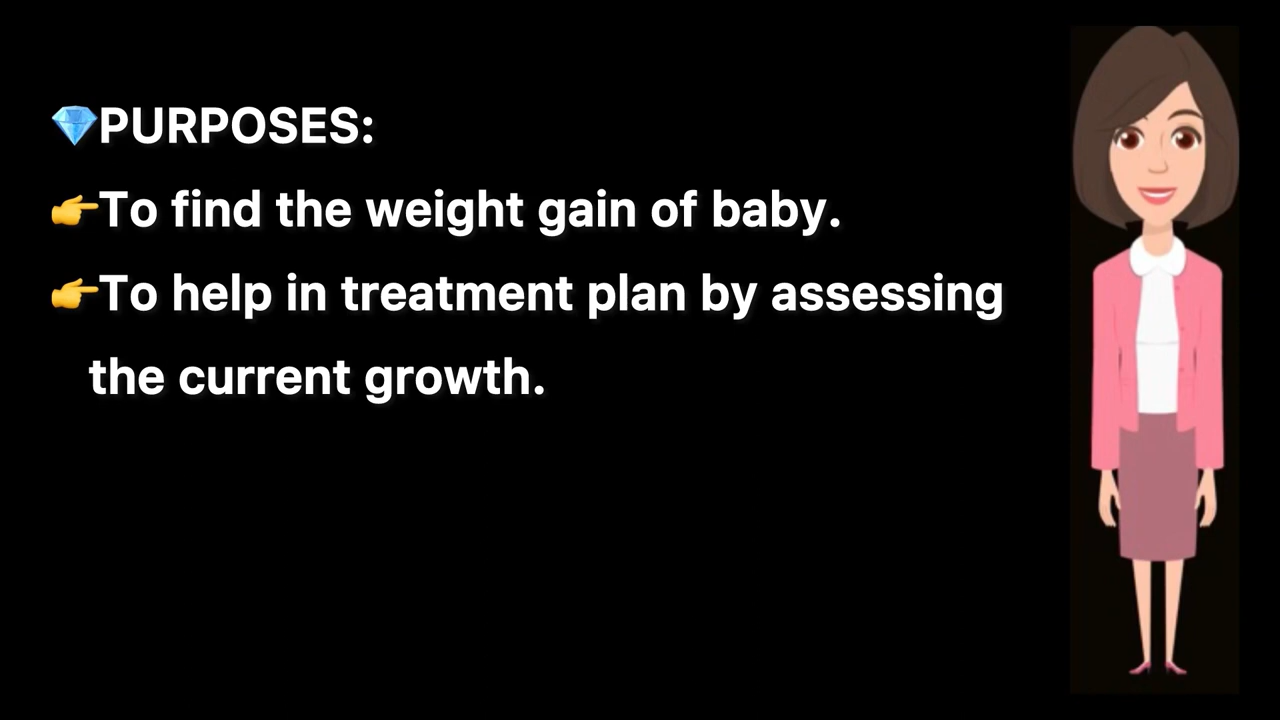 💎PURPOSES:
👉To find the weight gain of baby.
👉To help in treatment plan by assessing
the current growth.